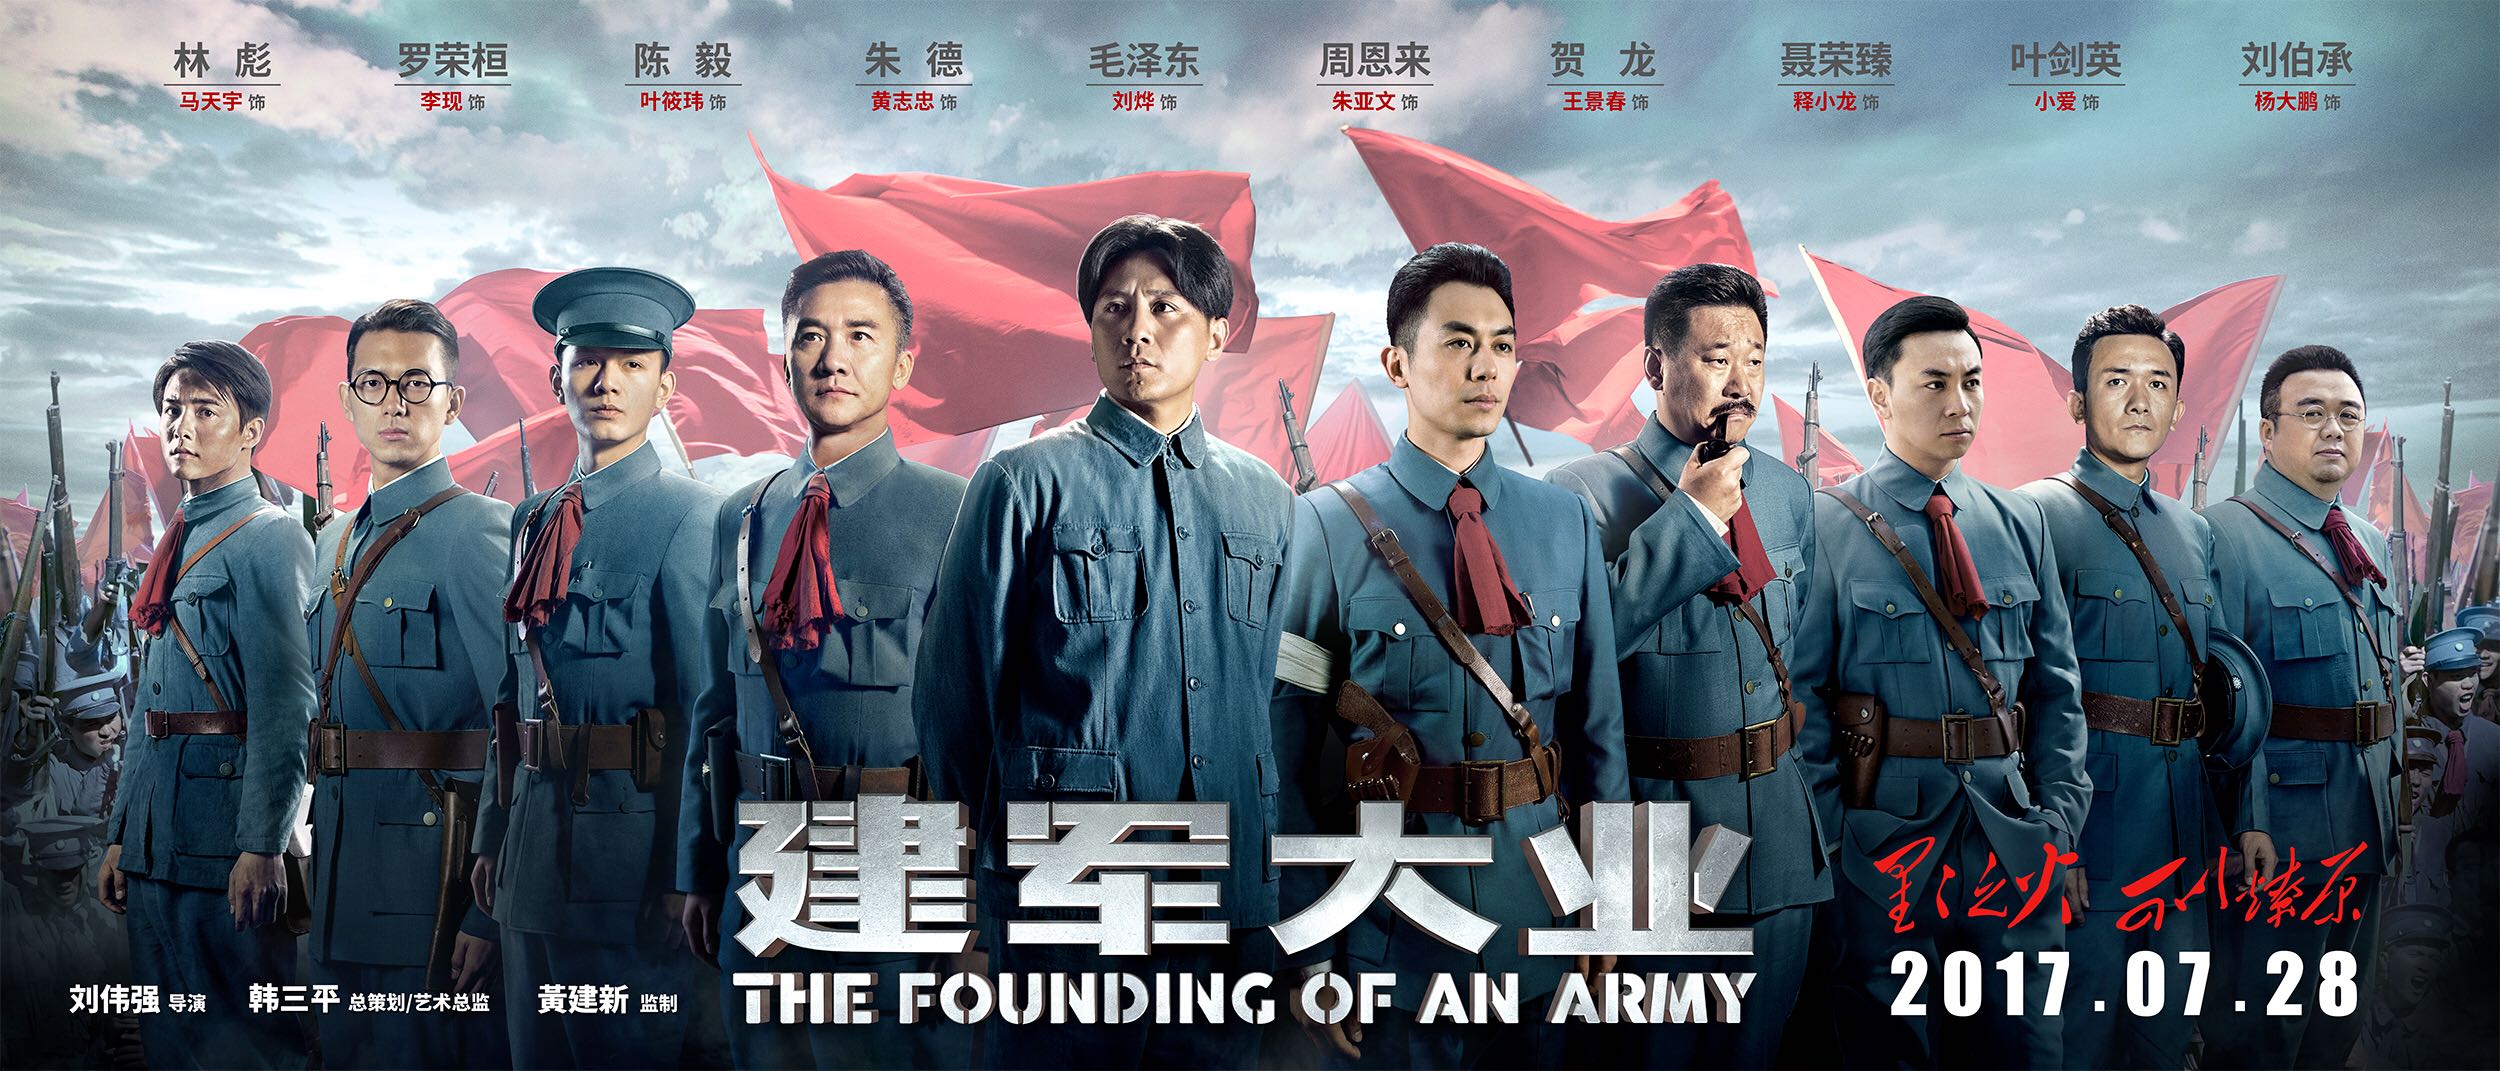 林彪 罗荣桓 陈毅 朱德 毛泽东 周恩来 贺龙 聂荣臻 叶剑英 刘伯承
马天宇 饰 李现 饰 叶筱玮 饰 黄志忠 饰 刘烨 饰 朱亚文 饰 王景春 饰 释小龙 饰 小爱 饰 杨大鹏 饰
建军大业
THE FOUNDING OF AN ARMY
星星之火 可以燎原
2017.07.28
刘伟强 导演 韩三平 总策划/艺术总监 黄建新 监制